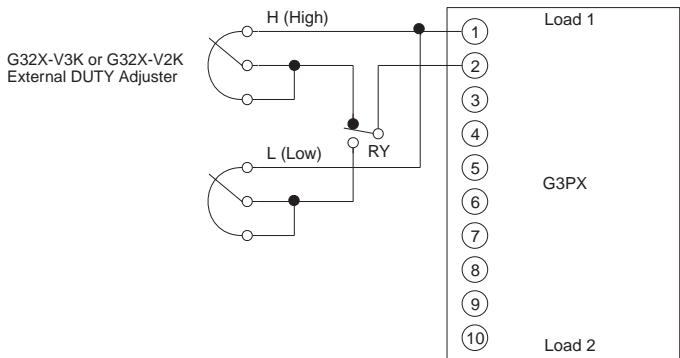 H (High)
Load 1
G32X-V3K or G32X-V2K
External DUTY Adjuster
1
2
3
4
5
6
7
8
9
10
RY
L (Low)
G3PX
Load 2